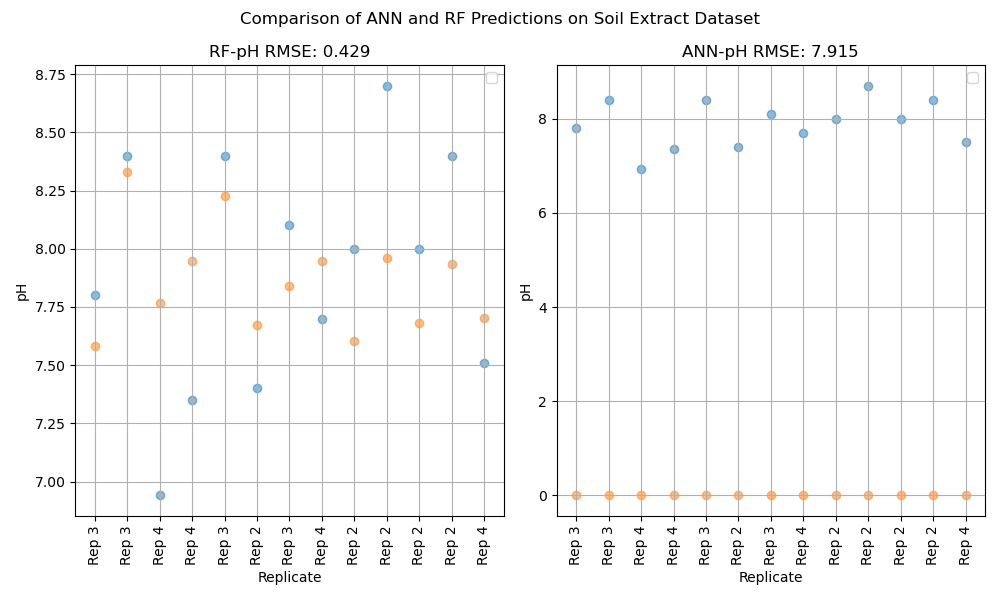 Comparison of ANN and RF Predictions on Soil Extract Dataset
RF-pH RMSE: 0.429
8.75
8.50
8.25
8.00
7.75
7.50
7.25
7.00
pH
Rep 3
Rep 3
Rep 4
Rep 4
Rep 3
Rep 2
Rep 3
Rep 4
Rep 2
Rep 2
Rep 2
Rep 2
Rep 4
Replicate
ANN-pH RMSE: 7.915
8
6
4
2
0
pH
Rep 3
Rep 3
Rep 4
Rep 4
Rep 3
Rep 2
Rep 3
Rep 4
Rep 2
Rep 2
Rep 2
Rep 2
Rep 4
Replicate